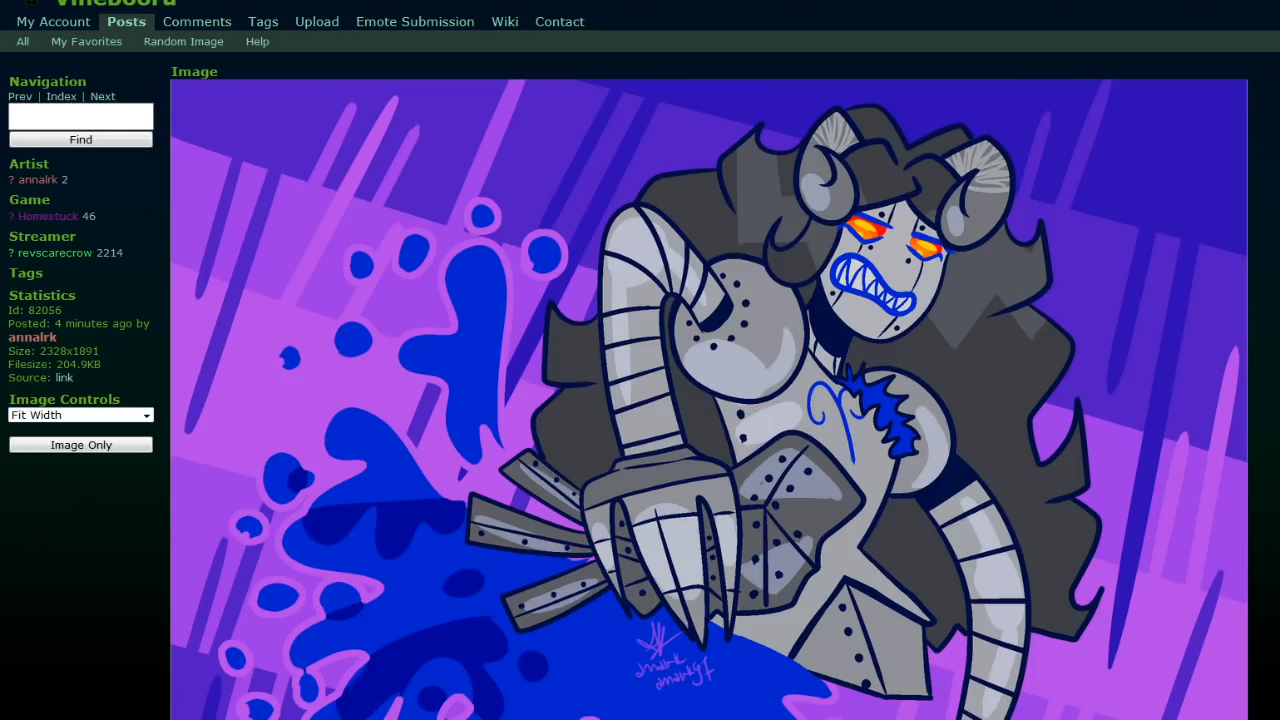 Vineboord
My Account Posts Comments Tags Upload Emote Submission Wiki Contact
All My Favorites Random Image Help
Navigation
Prev | Index | Next
Find
Artist
? annalrk 2
Game
? Homestuck 46
Streamer
? revscarecrow 2214
Tags
Statistics
Id: 82056
Posted: 4 minutes ago by
annalrk
Size: 2328x1891
Filesize: 204.9KB
Source: link
Image Controls
Fit Width
Image Only
Image
annalrk